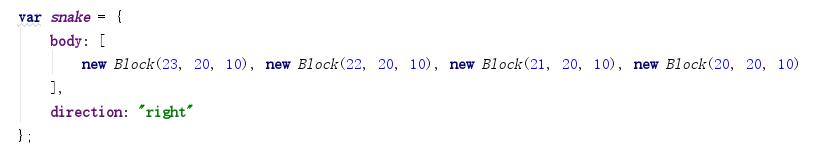 var snake = {
body: [
new Block(23, 20, 10), new Block(22, 20, 10), new Block(21, 20, 10), new Block(20, 20, 10)
],
direction: "right"
};